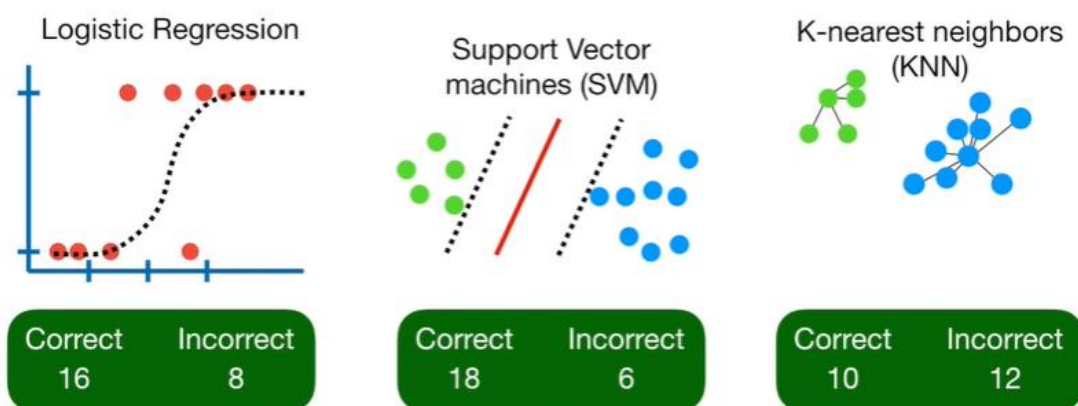 Logistic Regression
Support Vector
machines (SVM)
K-nearest neighbors
(KNN)
Correct Incorrect
16 8
Correct Incorrect
18 6
Correct Incorrect
10 12